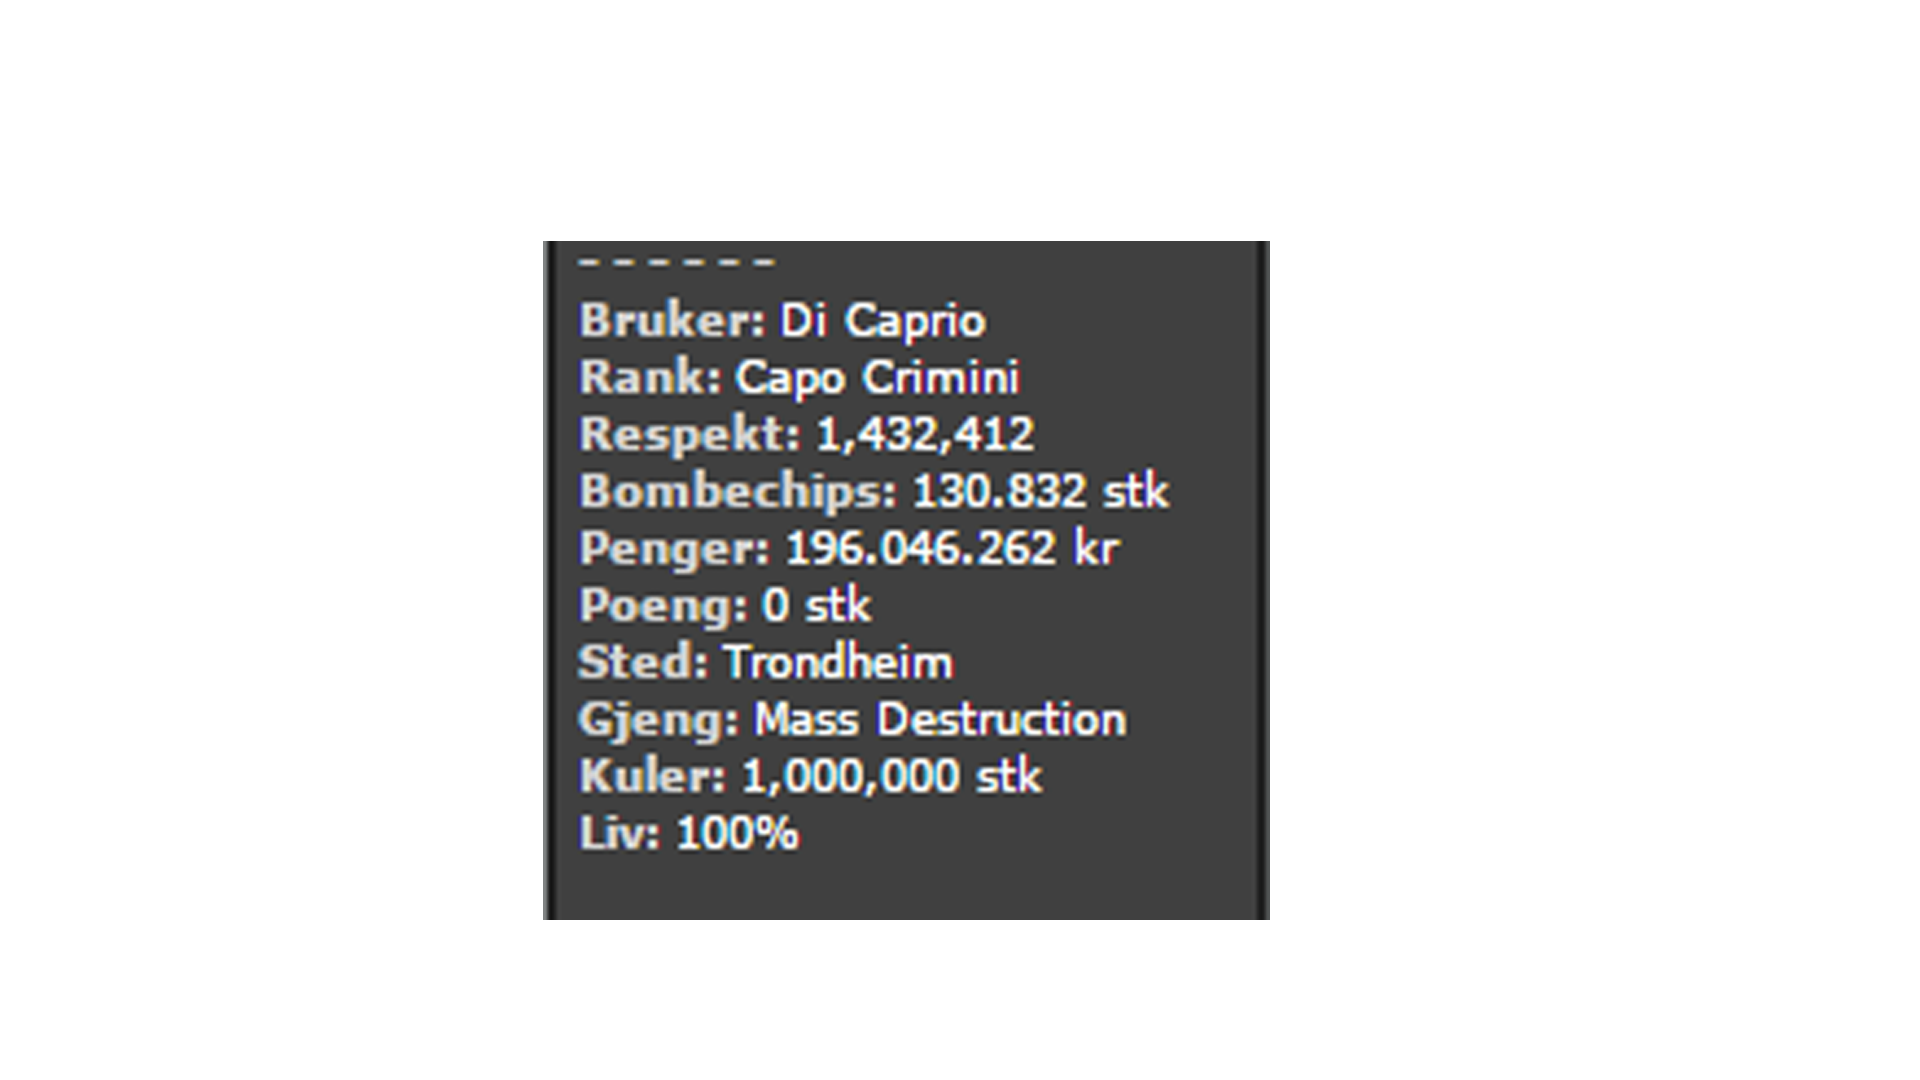 ------
Bruker: Di Caprio
Rank: Capo Crimini
Respekt: 1,432,412
Bombechips: 130.832 stk
Penger: 196.046.262 kr
Poeng: 0 stk
Sted: Trondheim
Gjeng: Mass Destruction
Kuler: 1,000,000 stk
Liv: 100%